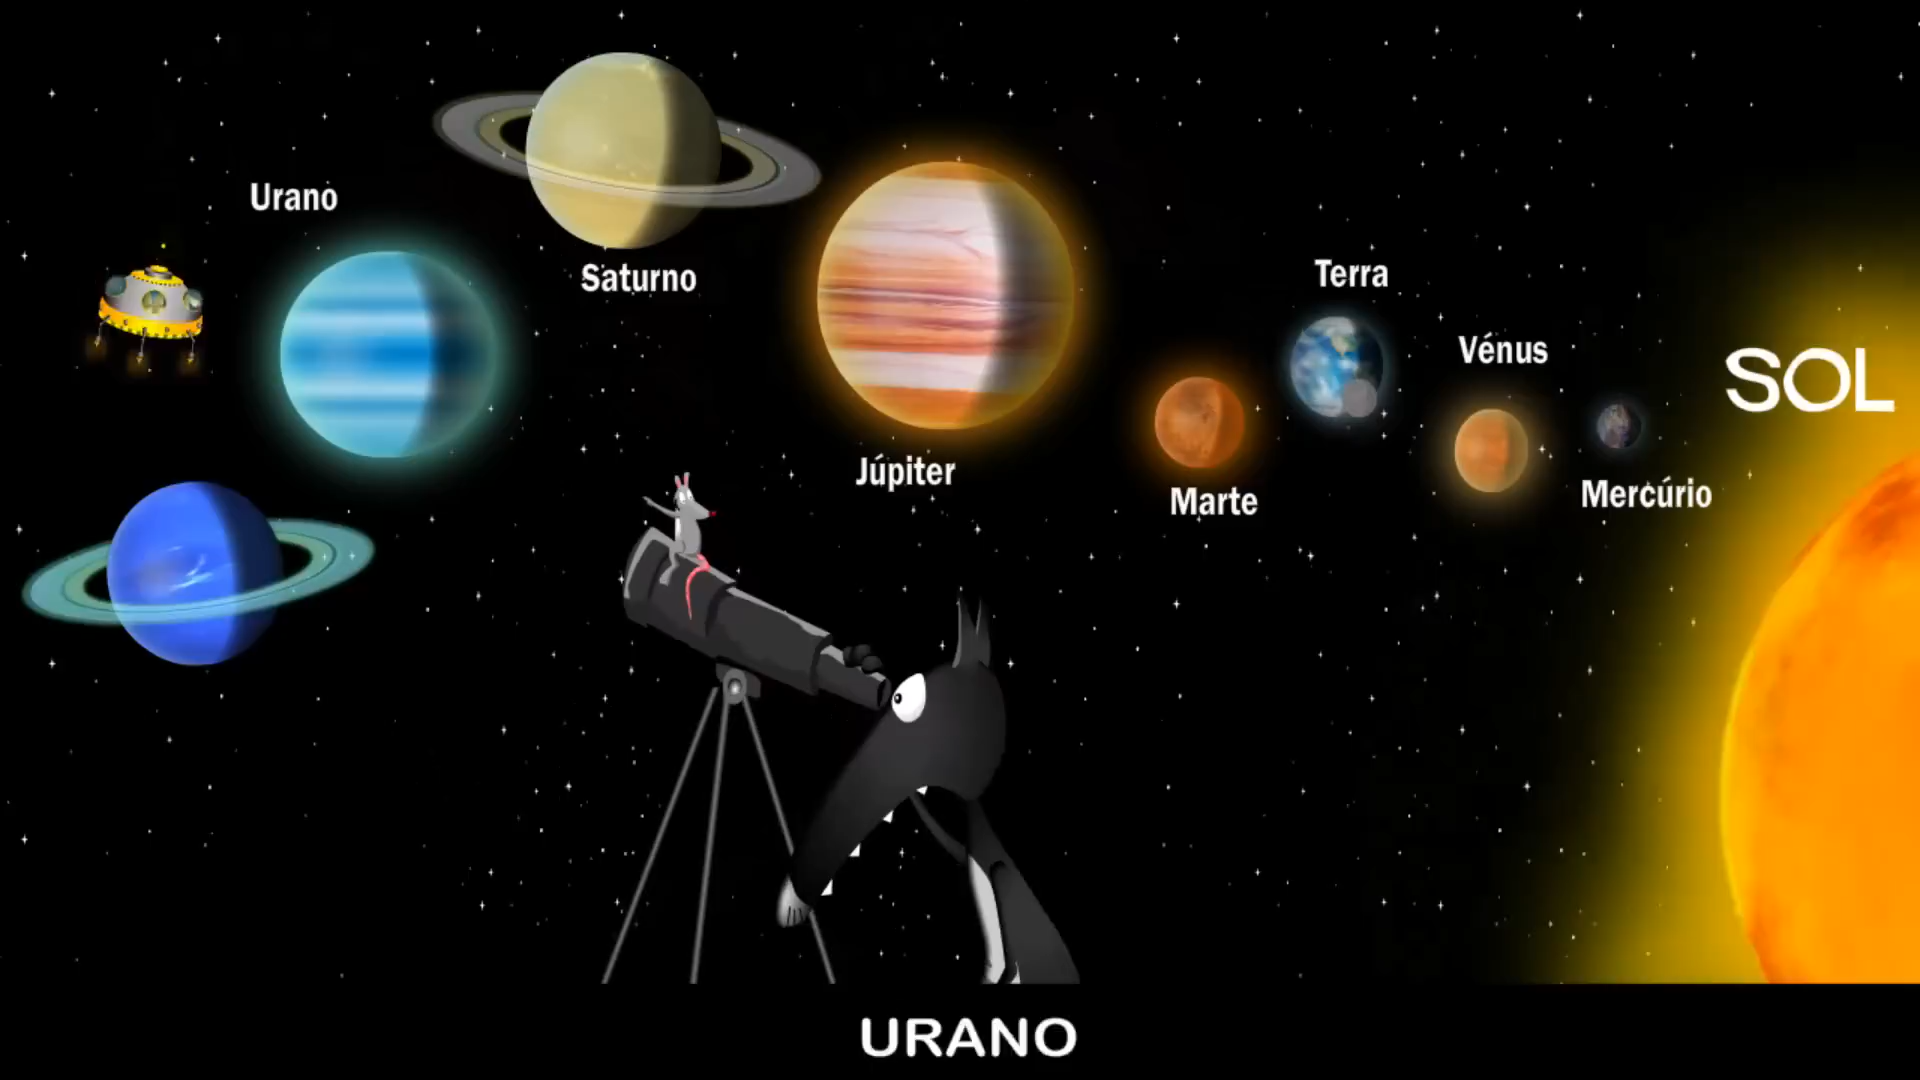 Urano
Saturno
Júpiter
Marte
Terra
Vénus
Mercúrio
SOL
URANO